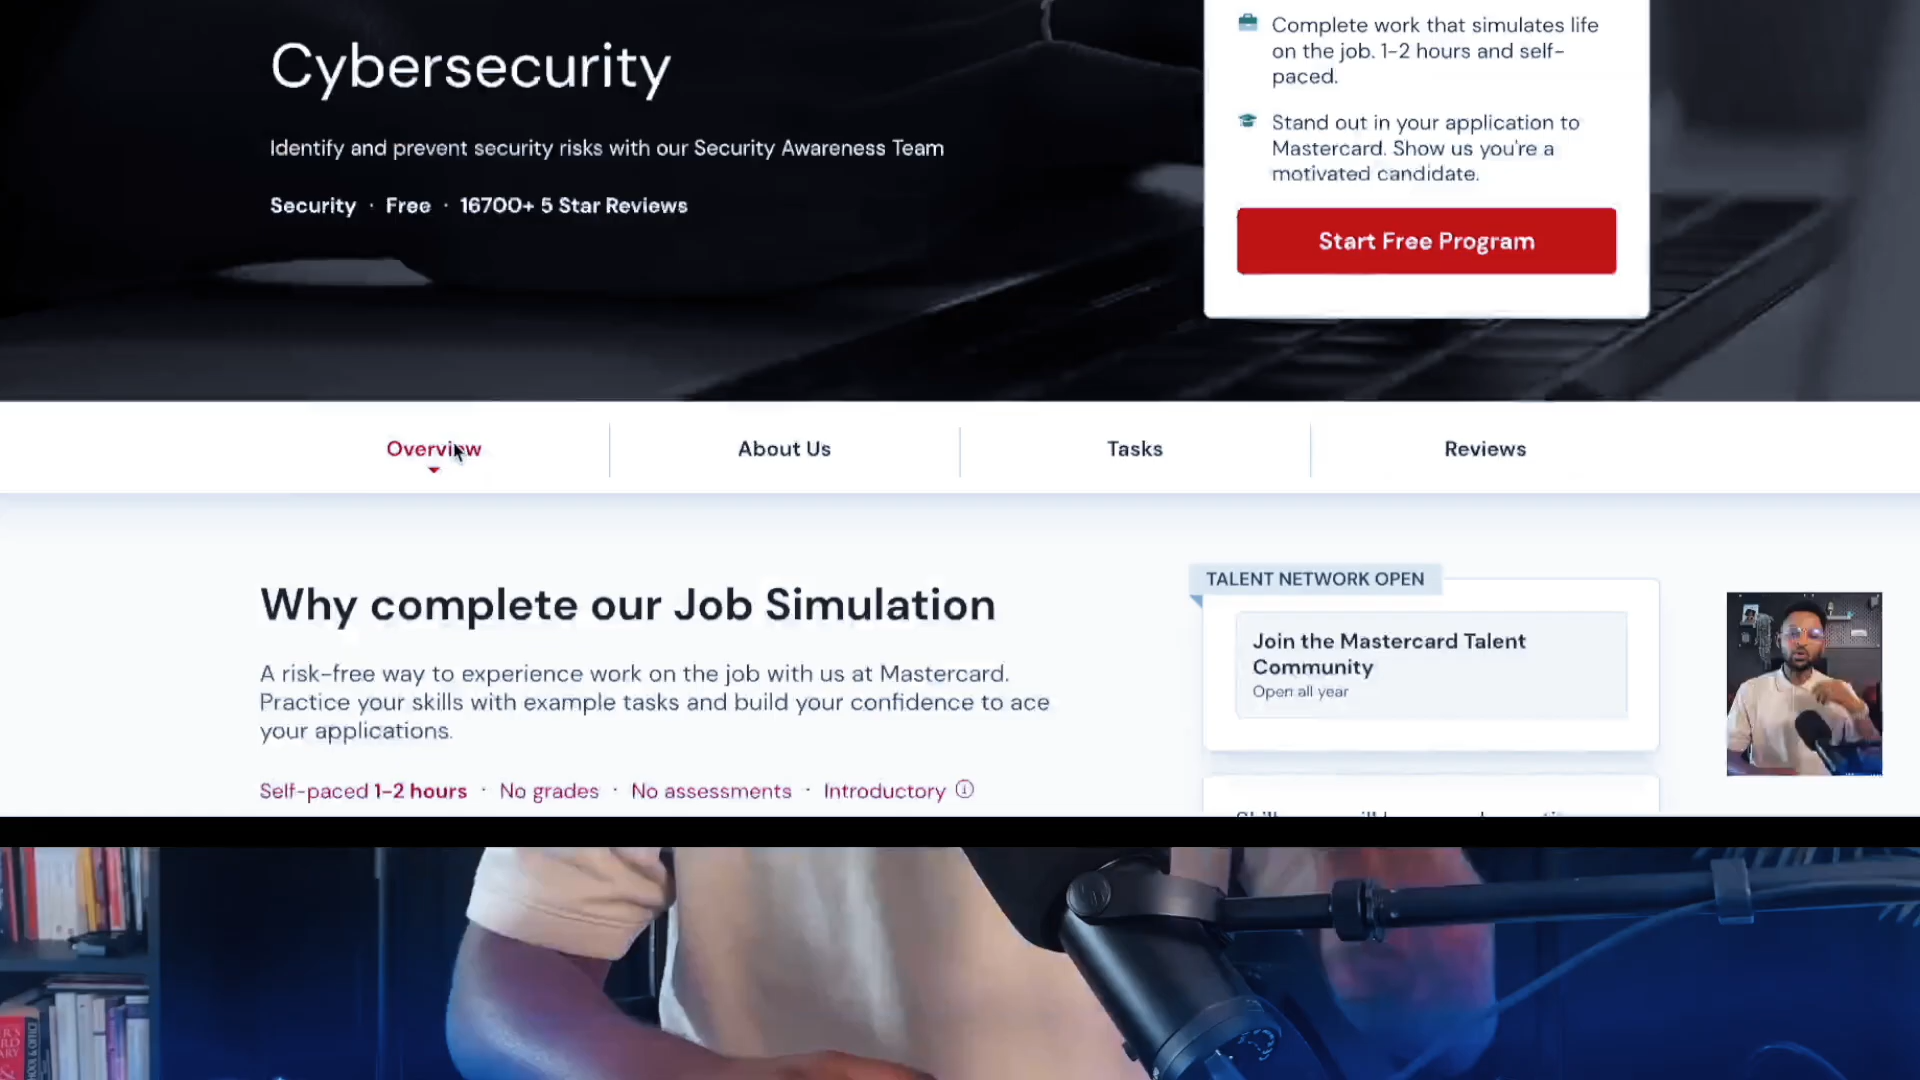 Cybersecurity
Identify and prevent security risks with our Security Awareness Team
Security · Free · 16700+ 5 Star Reviews
Complete work that simulates life
on the job. 1-2 hours and self-
paced.
Stand out in your application to
Mastercard. Show us you're a
motivated candidate.
Start Free Program
Overview
About Us
Tasks
Reviews
Why complete our Job Simulation
A risk-free way to experience work on the job with us at Mastercard.
Practice your skills with example tasks and build your confidence to ace
your applications.
Self-paced 1-2 hours · No grades · No assessments · Introductory
TALENT NETWORK OPEN
Join the Mastercard Talent
Community
Open all year